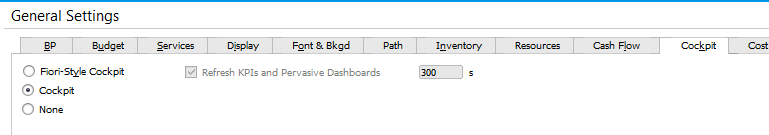 General Settings
BP Budget Services Display Font & Bkgd Path Inventory Resources Cash Flow Cockpit Cost
Fiori-Style Cockpit Refresh KPIs and Pervasive Dashboards 300 s
Cockpit
None